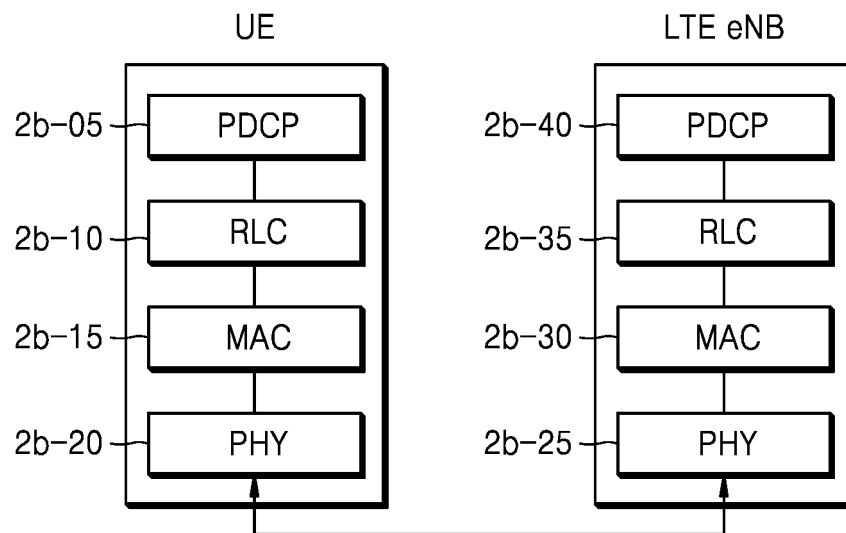 UE LTE eNB
2b-05 PDCP 2b-40 PDCP
2b-10 RLC 2b-35 RLC
2b-15 MAC 2b-30 MAC
2b-20 PHY 2b-25 PHY